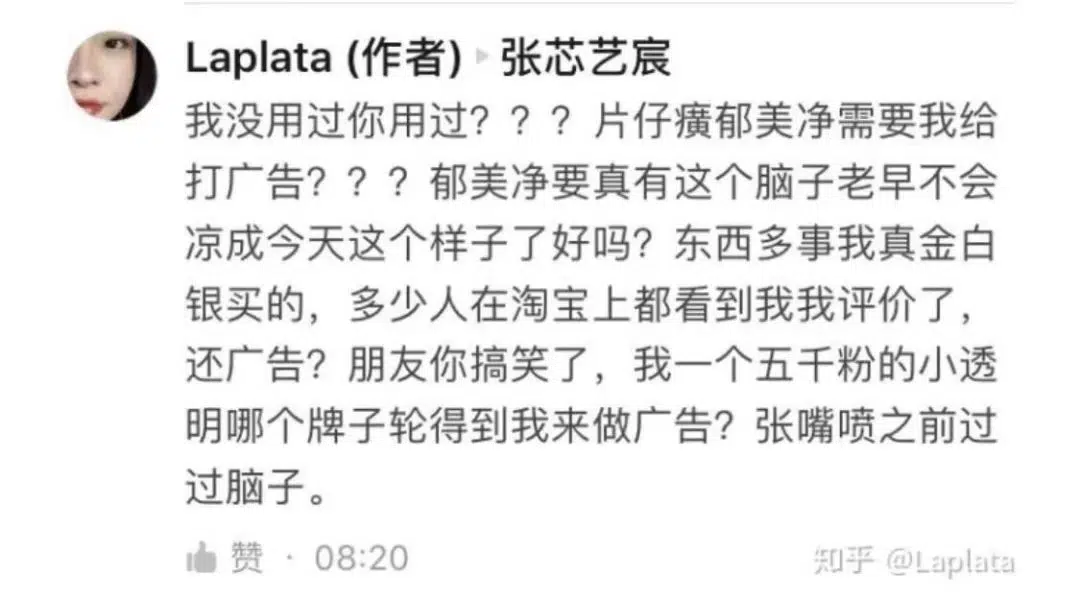 Laplata (作者) ▸ 张芯艺宸
我没用过你用过？？？片仔癀郁美净需要我给
打广告？？？郁美净要真有这个脑子老早不会
凉成今天这个样子了好吗？东西多事我真金白
银买的，多少人在淘宝上都看到我我评价了，
还广告？朋友你搞笑了，我一个五千粉的小透
明哪个牌子轮得到我来做广告？张嘴喷之前过
过脑子。
赞 · 08:20
知乎 @Laplata